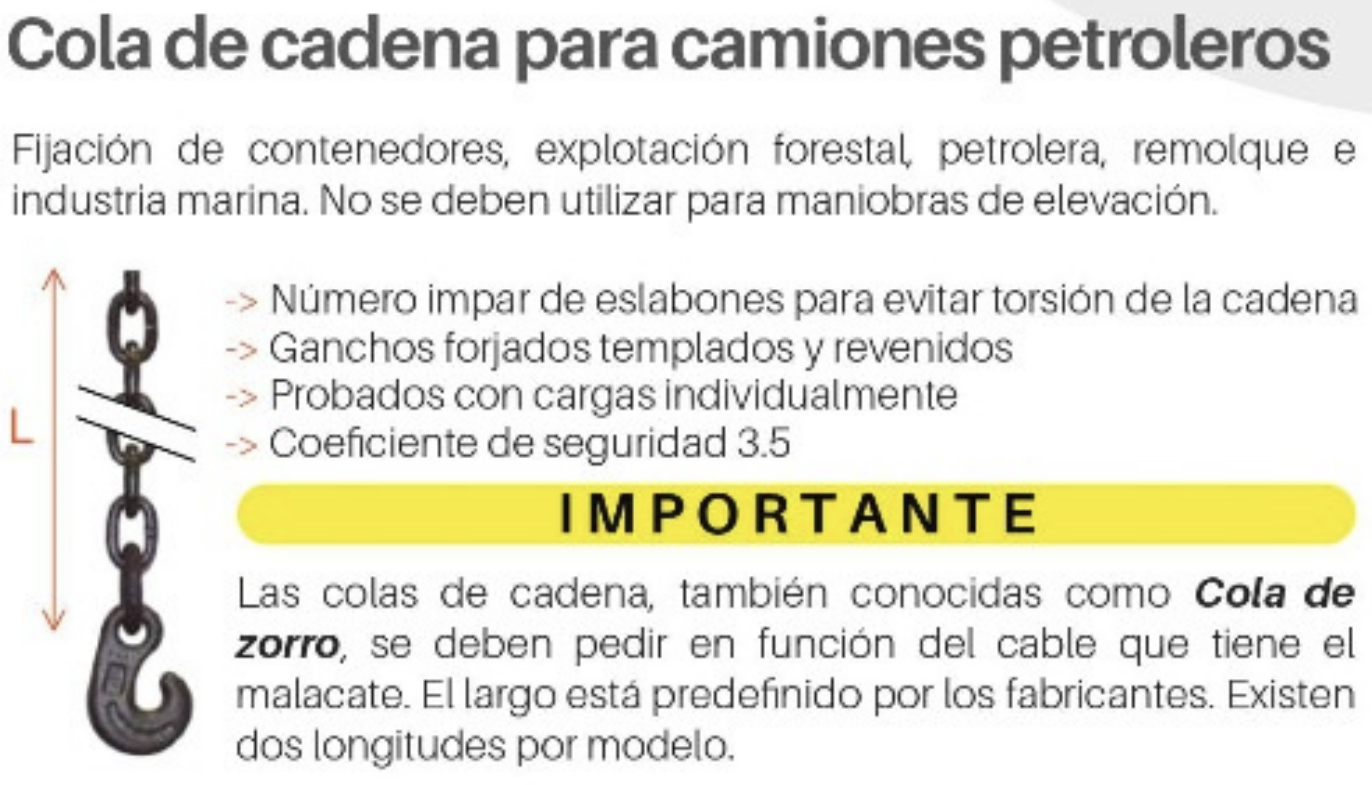 Cola de cadena para camiones petroleros
Fijación de contenedores, explotación forestal, petrolera, remolque e
industria marina. No se deben utilizar para maniobras de elevación.
-> Número impar de eslabones para evitar torsión de la cadena
-> Ganchos forjados templados y revenidos
-> Probados con cargas individualmente
-> Coeficiente de seguridad 3.5
L
IMPORTANTE
Las colas de cadena, también conocidas como Cola de
zorro, se deben pedir en función del cable que tiene el
malacate. El largo está predefinido por los fabricantes. Existen
dos longitudes por modelo.